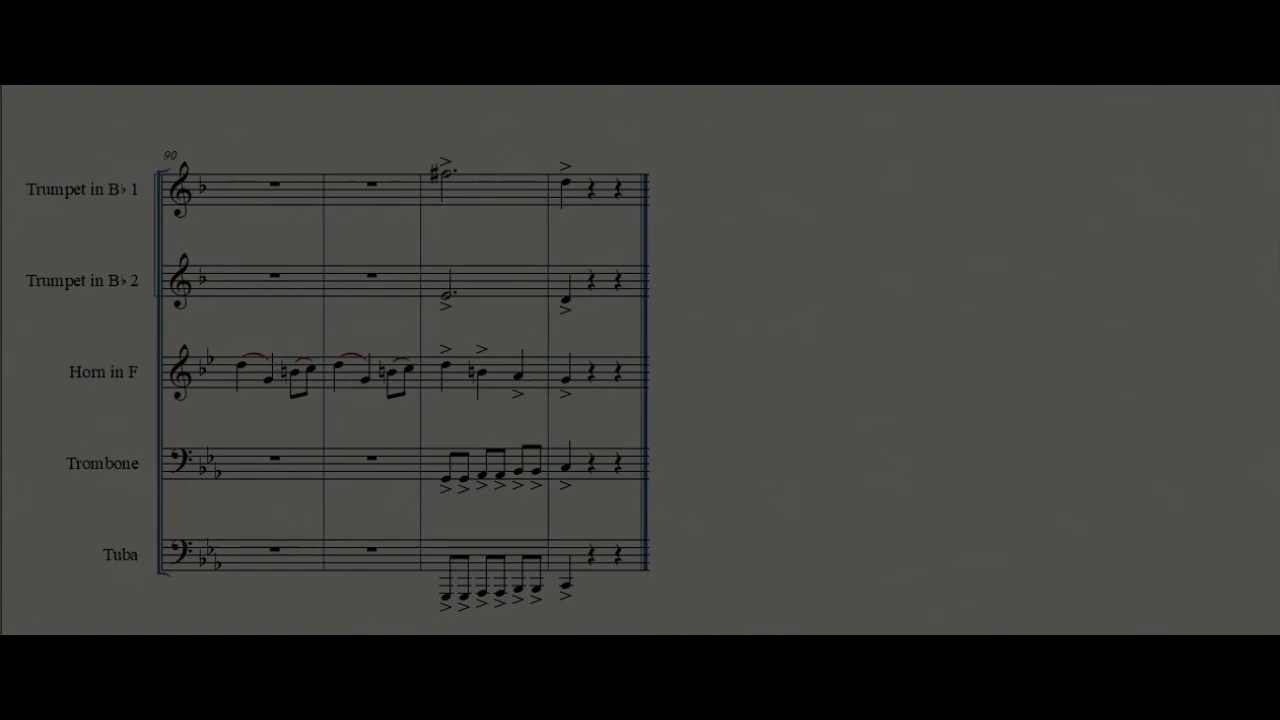 90
Trumpet in B♭ 1
Trumpet in B♭ 2
Horn in F
Trombone
Tuba